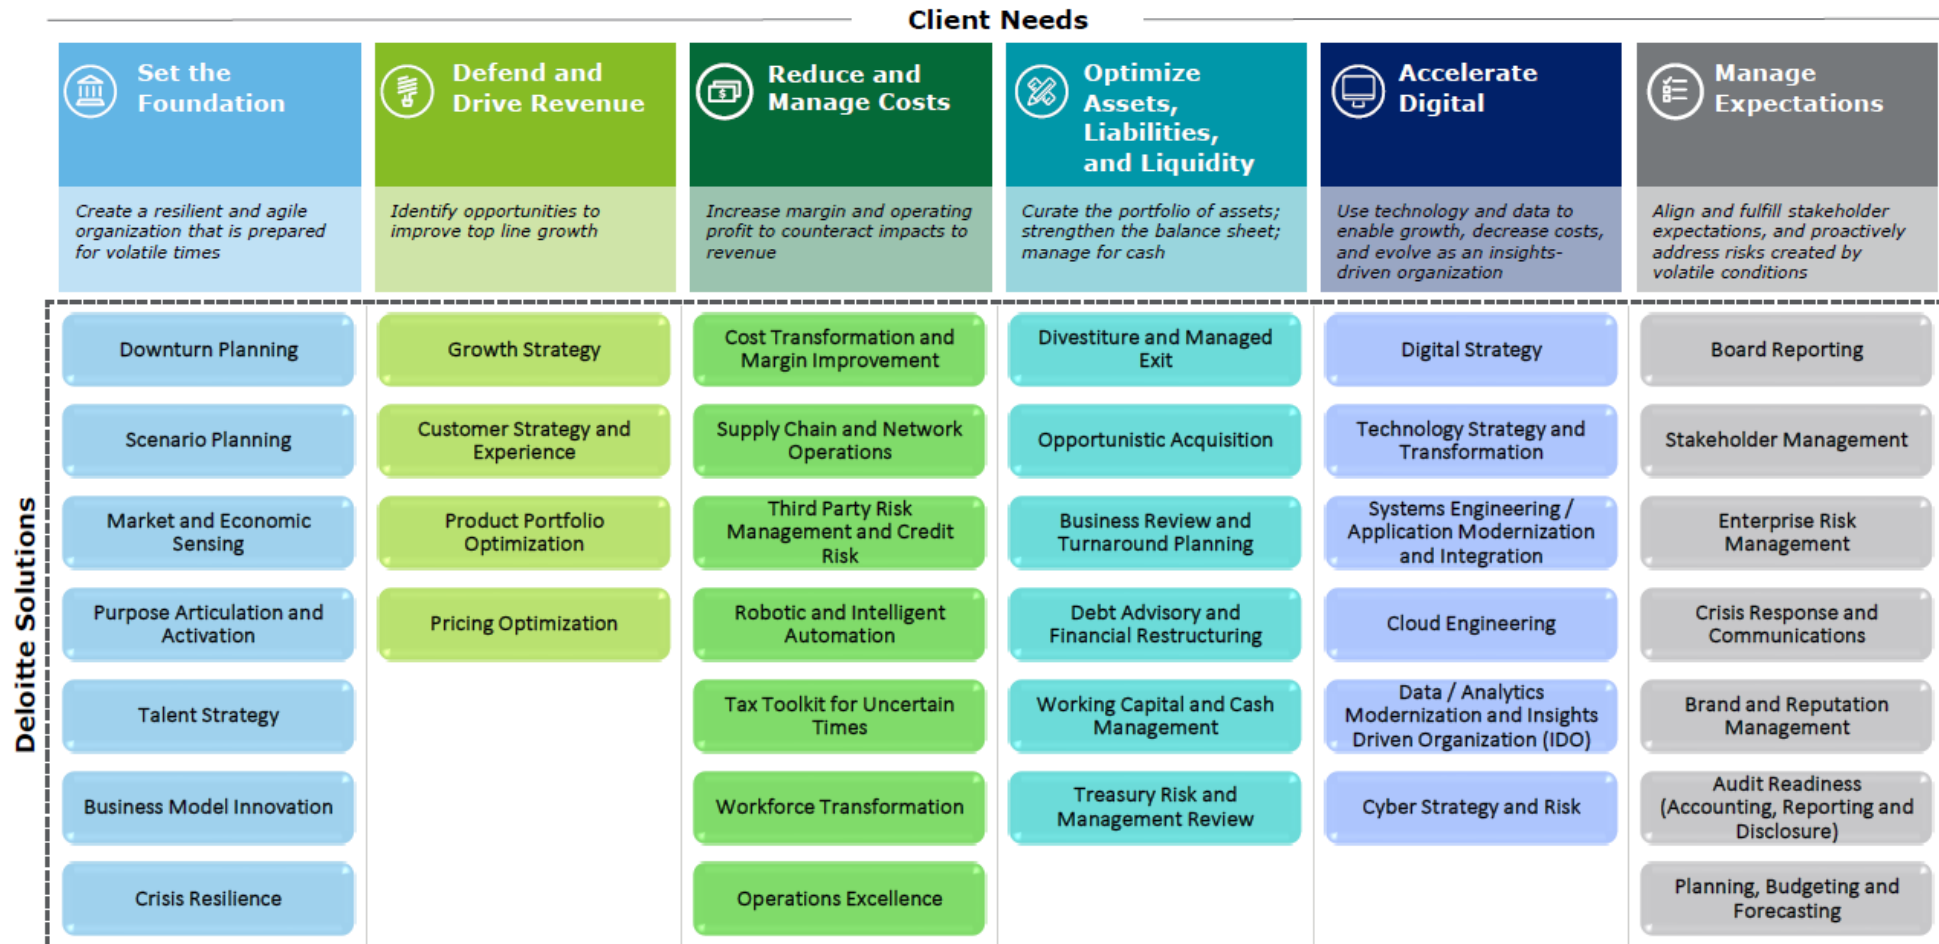 Client Needs
Set the
Foundation
Defend and
Drive Revenue
Reduce and
Manage Costs
Optimize
Assets,
Liabilities,
and Liquidity
Accelerate
Digital
Manage
Expectations
Create a resilient and agile
organization that is prepared
for volatile times
Identify opportunities to
improve top line growth
Increase margin and operating
profit to counteract impacts to
revenue
Curate the portfolio of assets;
strengthen the balance sheet;
manage for cash
Use technology and data to
enable growth, decrease costs,
and evolve as an insights-
driven organization
Align and fulfill stakeholder
expectations, and proactively
address risks created by
volatile conditions
Deloitte Solutions
Downturn Planning
Scenario Planning
Market and Economic
Sensing
Purpose Articulation and
Activation
Talent Strategy
Business Model Innovation
Crisis Resilience
Growth Strategy
Customer Strategy and
Experience
Product Portfolio
Optimization
Pricing Optimization
Cost Transformation and
Margin Improvement
Supply Chain and Network
Operations
Third Party Risk
Management and Credit
Risk
Robotic and Intelligent
Automation
Tax Toolkit for Uncertain
Times
Workforce Transformation
Operations Excellence
Divestiture and Managed
Exit
Opportunistic Acquisition
Business Review and
Turnaround Planning
Debt Advisory and
Financial Restructuring
Working Capital and Cash
Management
Treasury Risk and
Management Review
Digital Strategy
Technology Strategy and
Transformation
Systems Engineering /
Application Modernization
and Integration
Cloud Engineering
Data / Analytics
Modernization and Insights
Driven Organization (IDO)
Cyber Strategy and Risk
Board Reporting
Stakeholder Management
Enterprise Risk
Management
Crisis Response and
Communications
Brand and Reputation
Management
Audit Readiness
(Accounting, Reporting and
Disclosure)
Planning, Budgeting and
Forecasting